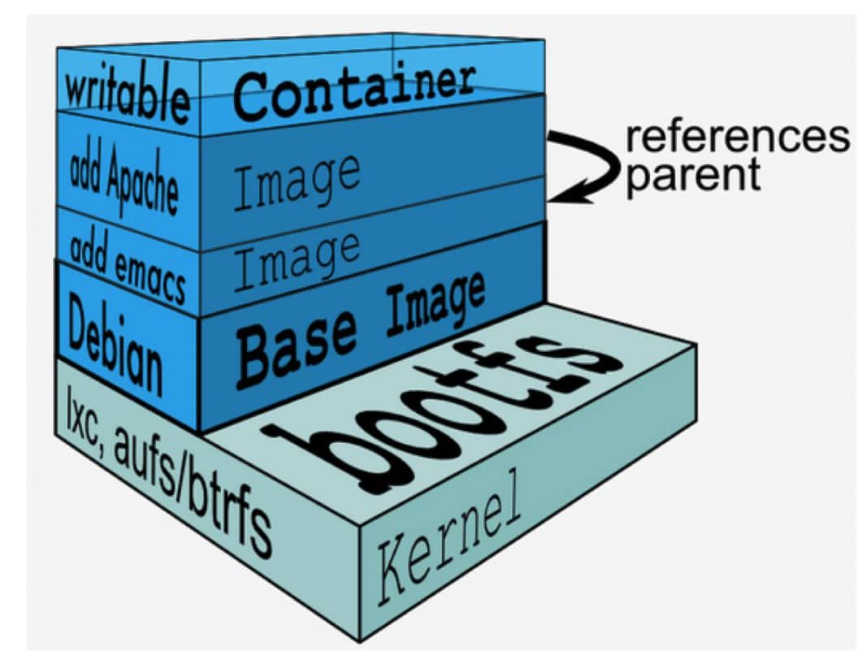 writable Container
add Apache Image
references
parent
add emacs Image
Debian Base Image
bootfs
lxc, aufs/btrfs
Kernel